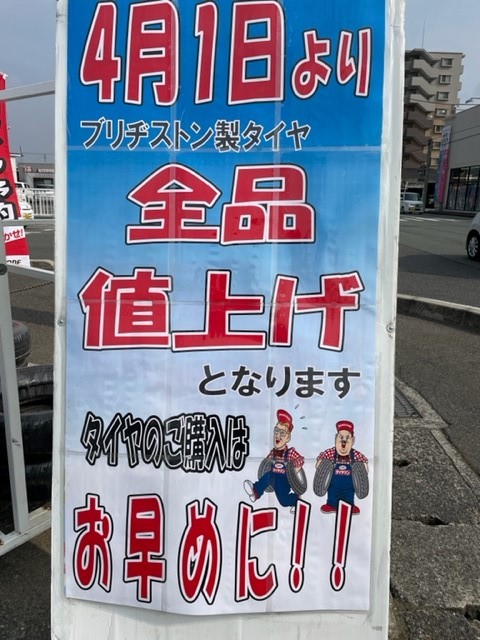 4月1日より
ブリヂストン製タイヤ
全品
値上げ
となります
タイヤのご購入は
お早めに!!
かせ!